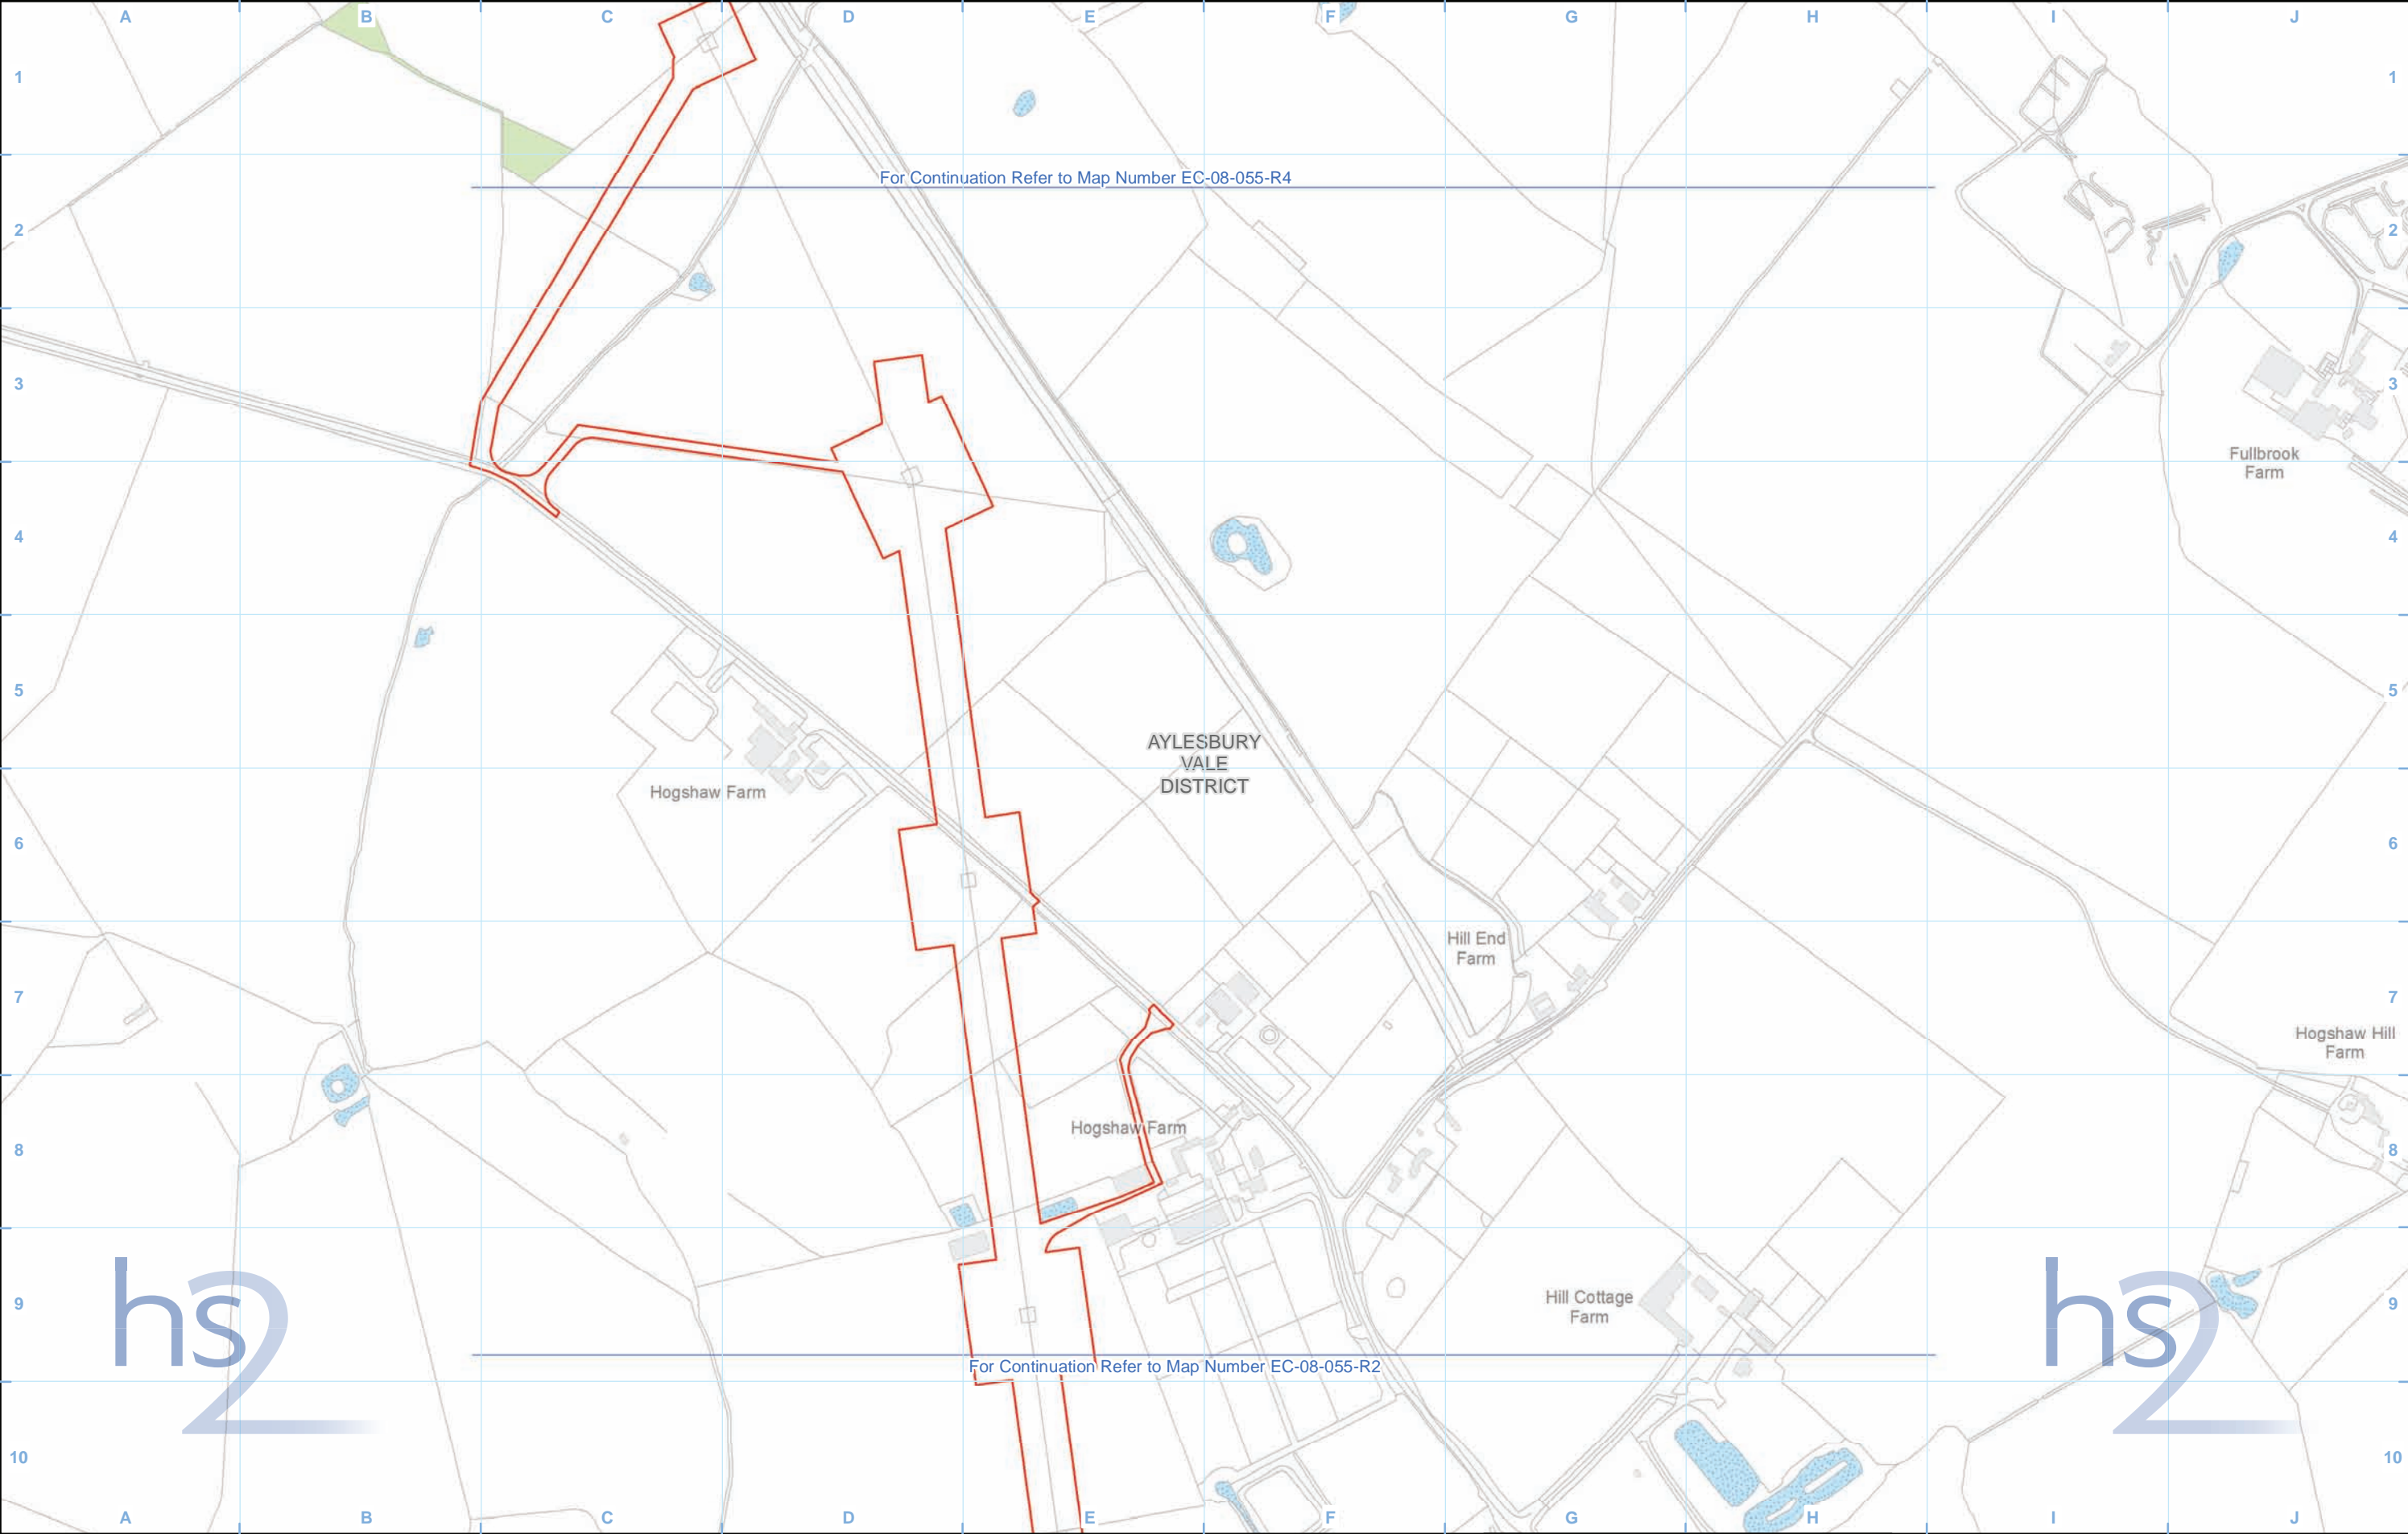 A B C D E F G H I J
1 1
For Continuation Refer to Map Number EC-08-055-R4
2 2
3 3
Fullbrook
Farm
4 4
5 5
AYLESBURY
VALE
DISTRICT
Hogshaw Farm
6 6
Hill End
Farm
7 7
Hogshaw Hill
Farm
Hogshaw Farm
8 8
hs2 hs2
9 9
Hill Cottage
Farm
For Continuation Refer to Map Number EC-08-055-R2
10 10
A B C D E F G H I J